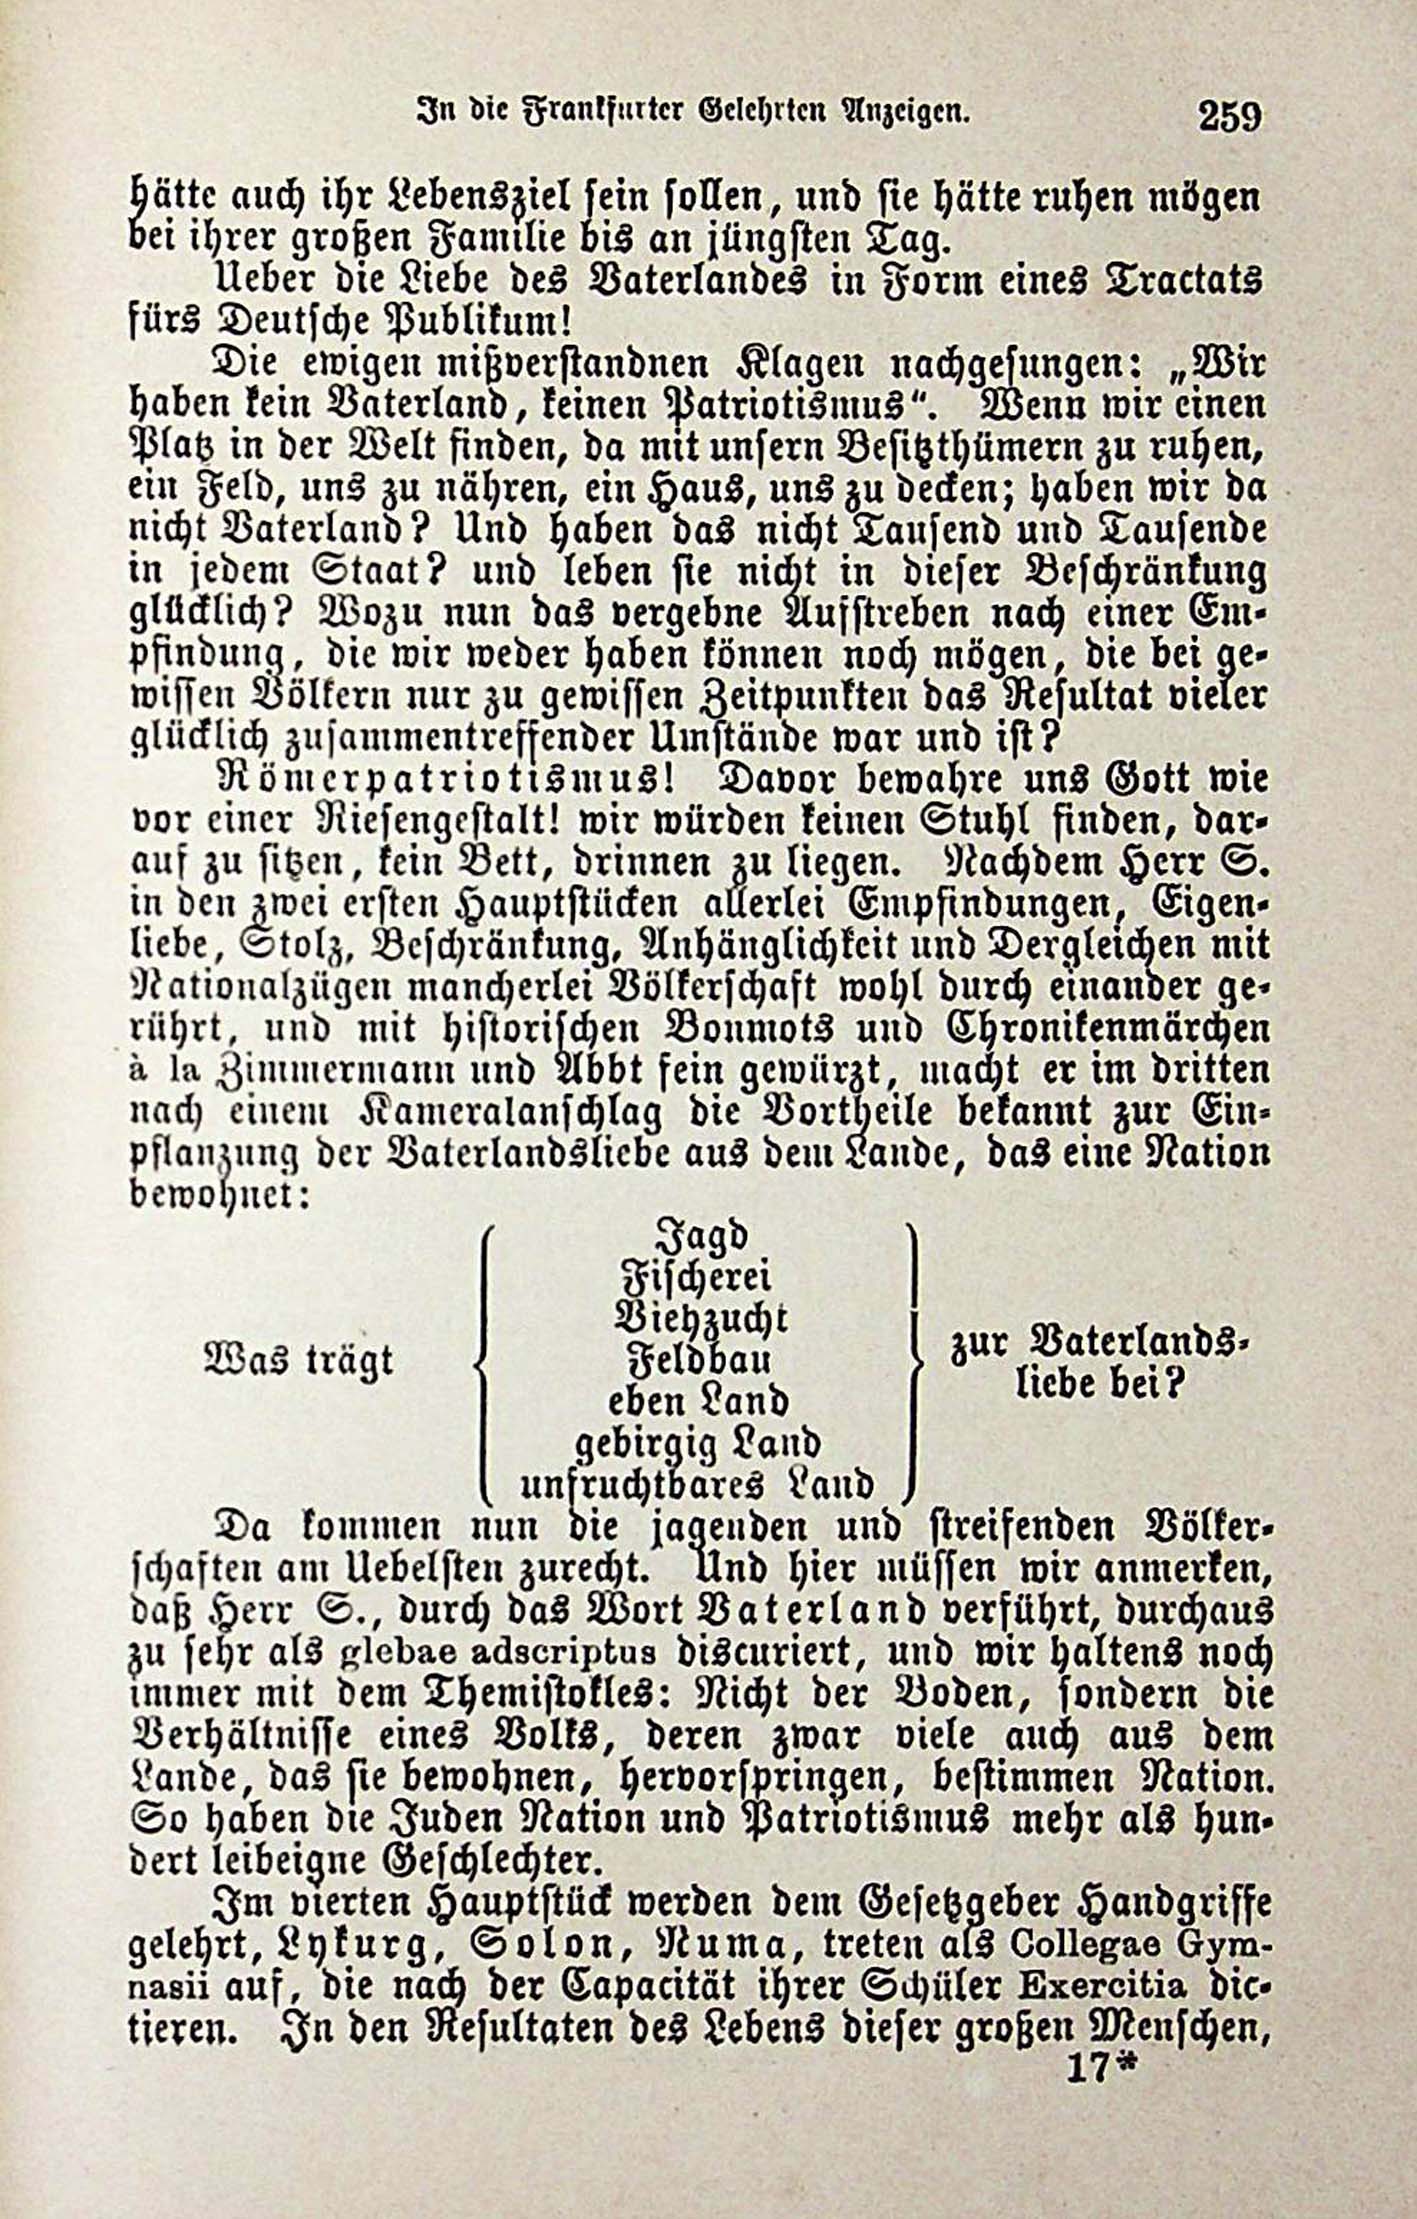 In die Frankfurter Gelehrten Anzeigen. 259
hätte auch ihr Lebensziel sein sollen, und sie hätte ruhen mögen
bei ihrer großen Familie bis an jüngsten Tag.
Ueber die Liebe des Vaterlandes in Form eines Tractats
fürs Deutsche Publikum!
Die ewigen mißverstandnen Klagen nachgesungen: „Wir
haben kein Vaterland, keinen Patriotismus“. Wenn wir einen
Platz in der Welt finden, da mit unsern Besitzthümern zu ruhen,
ein Feld, uns zu nähren, ein Haus, uns zu decken; haben wir da
nicht Vaterland? Und haben das nicht Tausend und Tausende
in jedem Staat? und leben sie nicht in dieser Beschränkung
glücklich? Wozu nun das vergebne Aufstreben nach einer Em-
pfindung, die wir weder haben können noch mögen, die bei ge-
wissen Völkern nur zu gewissen Zeitpunkten das Resultat vieler
glücklich zusammentreffender Umstände war und ist?
Römerpatriotismus! Davor bewahre uns Gott wie
vor einer Riesengestalt! wir würden keinen Stuhl finden, dar-
auf zu sitzen, kein Bett, drinnen zu liegen. Nachdem Herr S.
in den zwei ersten Hauptstücken allerlei Empfindungen, Eigen-
liebe, Stolz, Beschränkung, Anhänglichkeit und Dergleichen mit
Nationalzügen mancherlei Völkerschaft wohl durch einander ge-
rührt, und mit historischen Bonmots und Chronikenmärchen
à la Zimmermann und Abbt fein gewürzt, macht er im dritten
nach einem Kameralanschlag die Vortheile bekannt zur Ein-
pflanzung der Vaterlandsliebe aus dem Lande, das eine Nation
bewohnet:
Jagd
Fischerei
Viehzucht
Was trägt Feldbau zur Vaterlands-
eben Land liebe bei?
gebirgig Land
unfruchtbares Land
Da kommen nun die jagenden und streifenden Völker-
schaften am Uebelsten zurecht. Und hier müssen wir anmerken,
daß Herr S., durch das Wort Vaterland verführt, durchaus
zu sehr als glebae adscriptus discuriert, und wir haltens noch
immer mit dem Themistokles: Nicht der Boden, sondern die
Verhältnisse eines Volks, deren zwar viele auch aus dem
Lande, das sie bewohnen, hervorspringen, bestimmen Nation.
So haben die Juden Nation und Patriotismus mehr als hun-
dert leibeigne Geschlechter.
Im vierten Hauptstück werden dem Gesetzgeber Handgriffe
gelehrt, Lykurg, Solon, Numa, treten als Collegae Gym-
nasii auf, die nach der Capacität ihrer Schüler Exercitia dic-
tieren. In den Resultaten des Lebens dieser großen Menschen,
17*